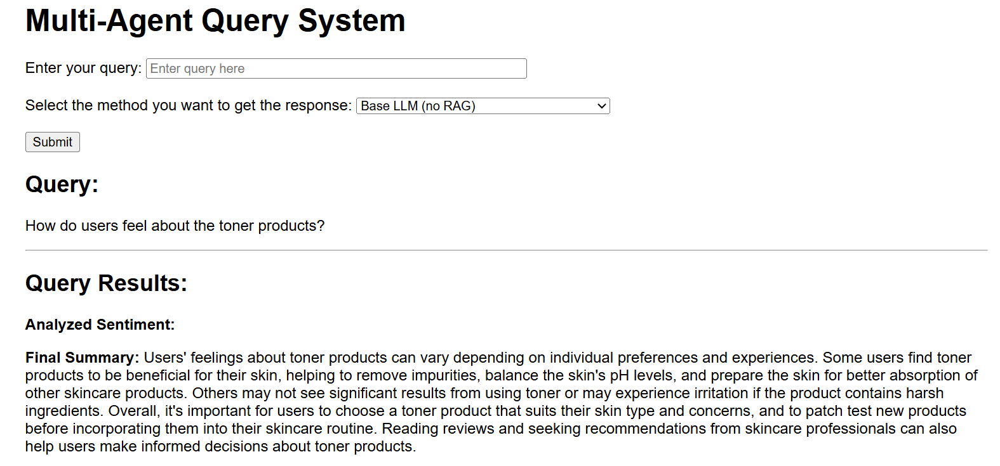 Multi-Agent Query System
Enter your query: Enter query here
Select the method you want to get the response: Base LLM (no RAG)
Submit
Query:
How do users feel about the toner products?
Query Results:
Analyzed Sentiment:
Final Summary: Users' feelings about toner products can vary depending on individual preferences and experiences. Some users find toner
products to be beneficial for their skin, helping to remove impurities, balance the skin's pH levels, and prepare the skin for better absorption of
other skincare products. Others may not see significant results from using toner or may experience irritation if the product contains harsh
ingredients. Overall, it's important for users to choose a toner product that suits their skin type and concerns, and to patch test new products
before incorporating them into their skincare routine. Reading reviews and seeking recommendations from skincare professionals can also
help users make informed decisions about toner products.